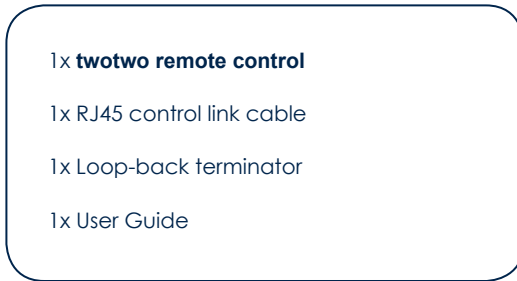 1x twotwo remote control
1x RJ45 control link cable
1x Loop-back terminator
1x User Guide